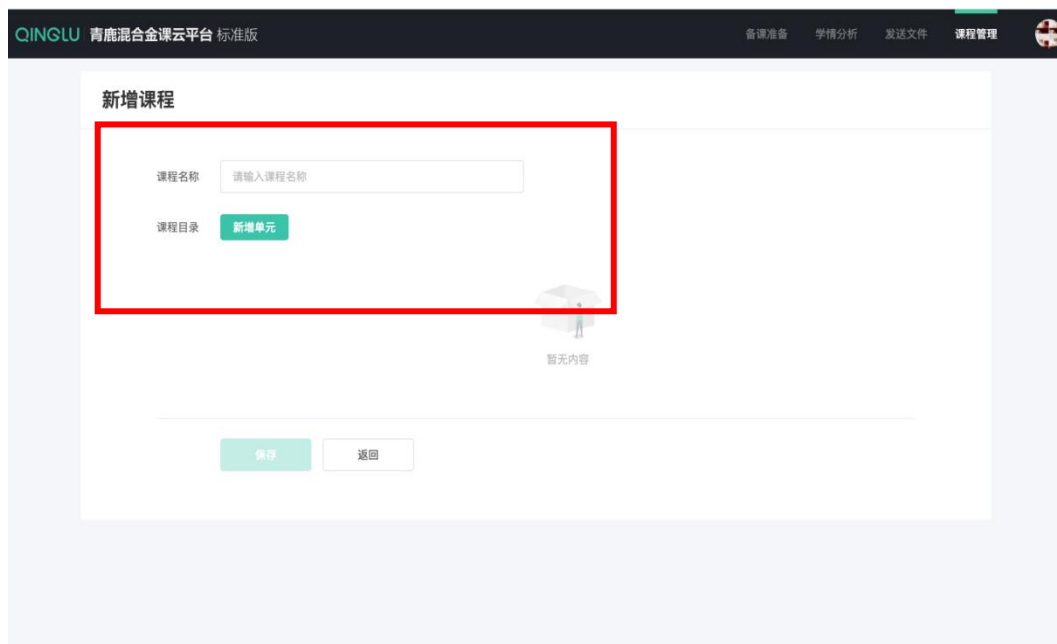 QINGLU 青鹿混合金课云平台 标准版 备课准备 学情分析 发送文件 课程管理
新增课程
课程名称 请输入课程名称
课程目录 新增单元
暂无内容
保存 返回